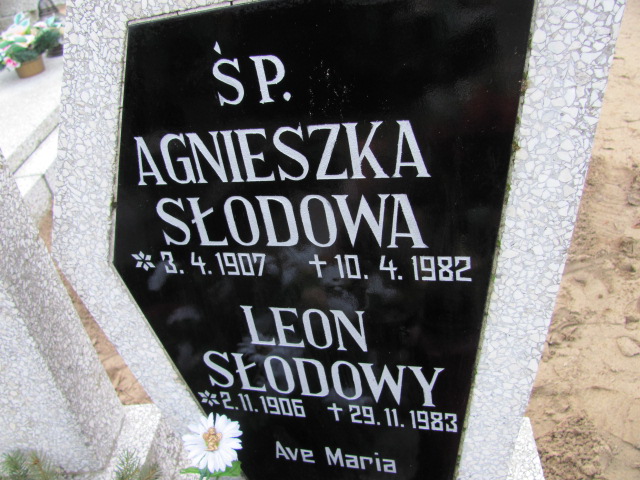 ŚP.
AGNIESZKA
SŁODOWA
* 3. 4. 1907 + 10. 4. 1982
LEON
SŁODOWY
* 2. 11. 1906 + 29. 11. 1983
Ave Maria